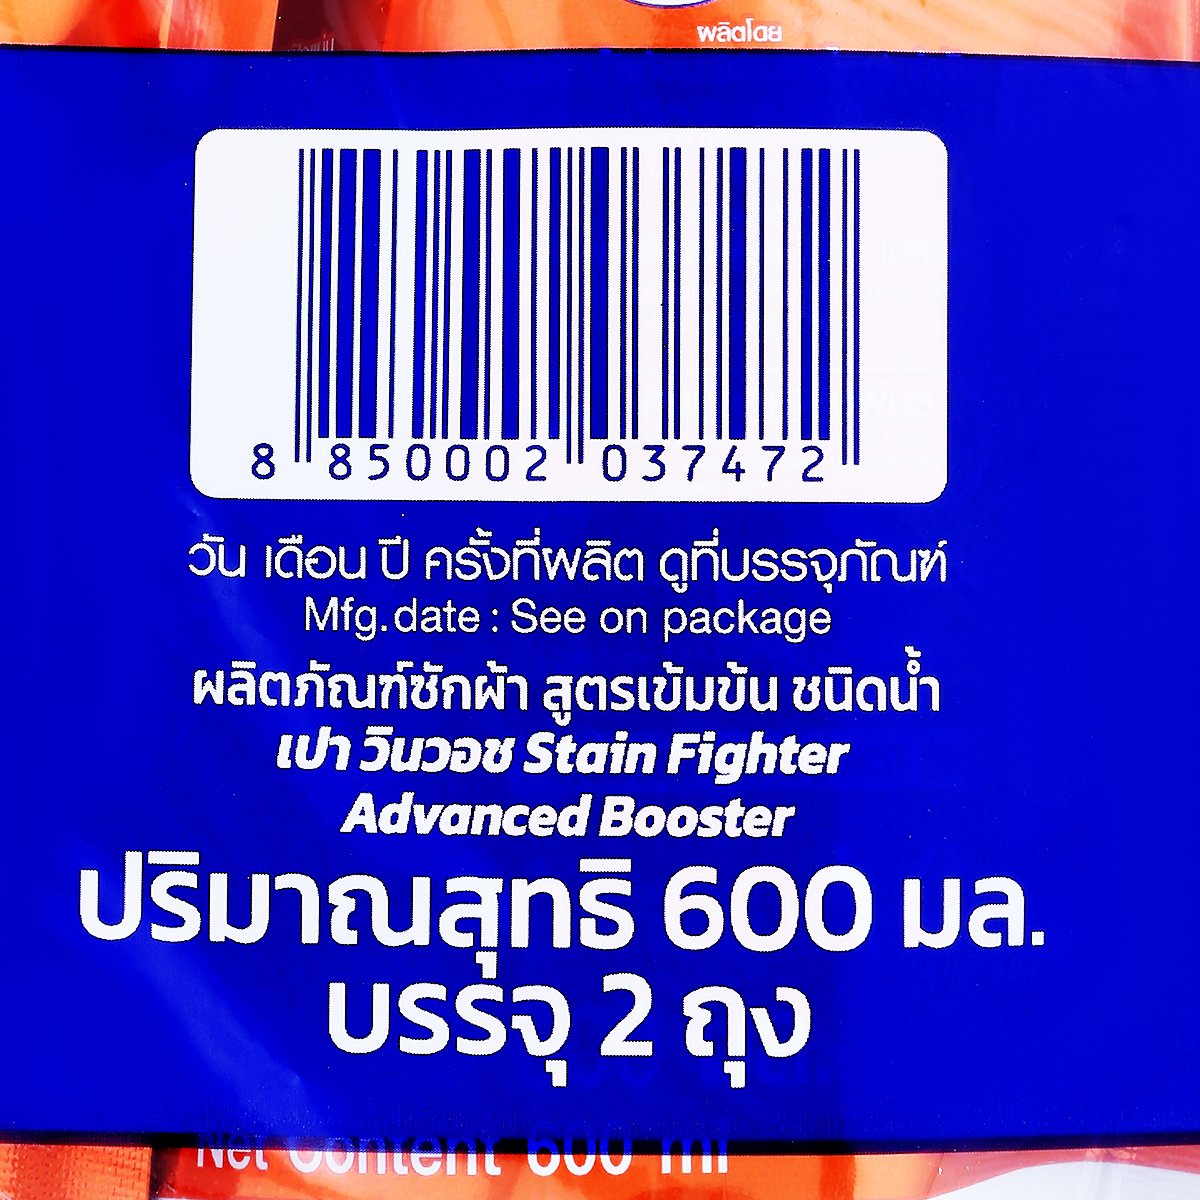 ผลิตโดย
8 850002 037472
วัน เดือน ปี ครั้งที่ผลิต ดูที่บรรจุภัณฑ์
Mfg. date : See on package
ผลิตภัณฑ์ซักผ้า สูตรเข้มข้น ชนิดน้ำ
เปา วินวอช Stain Fighter
Advanced Booster
ปริมาณสุทธิ 600 มล.
บรรจุ 2 ถุง
Net Content 600 ml